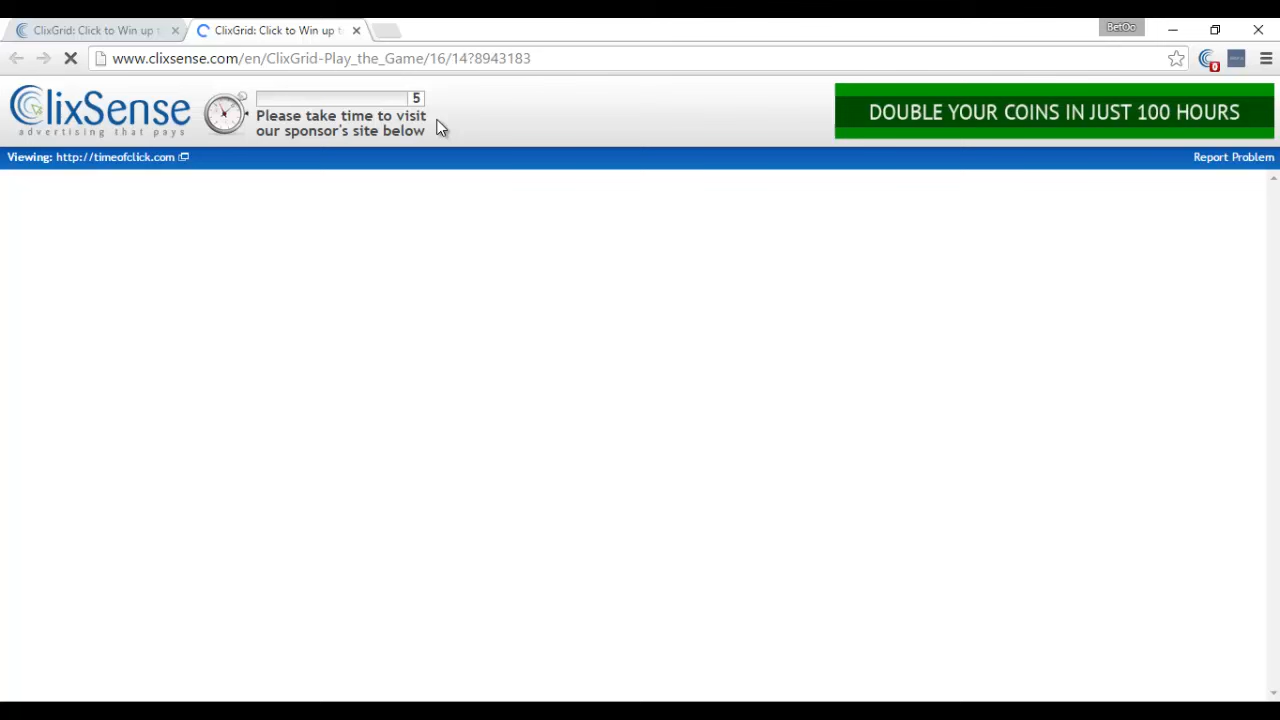 ClixGrid: Click to Win up t
ClixGrid: Click to Win up to
BetOo
www.clixsense.com/en/ClixGrid-Play_the_Game/16/14?8943183
0
ClixSense
advertising that pays
5
Please take time to visit
our sponsor's site below
DOUBLE YOUR COINS IN JUST 100 HOURS
Viewing: http://timeofclick.com
Report Problem